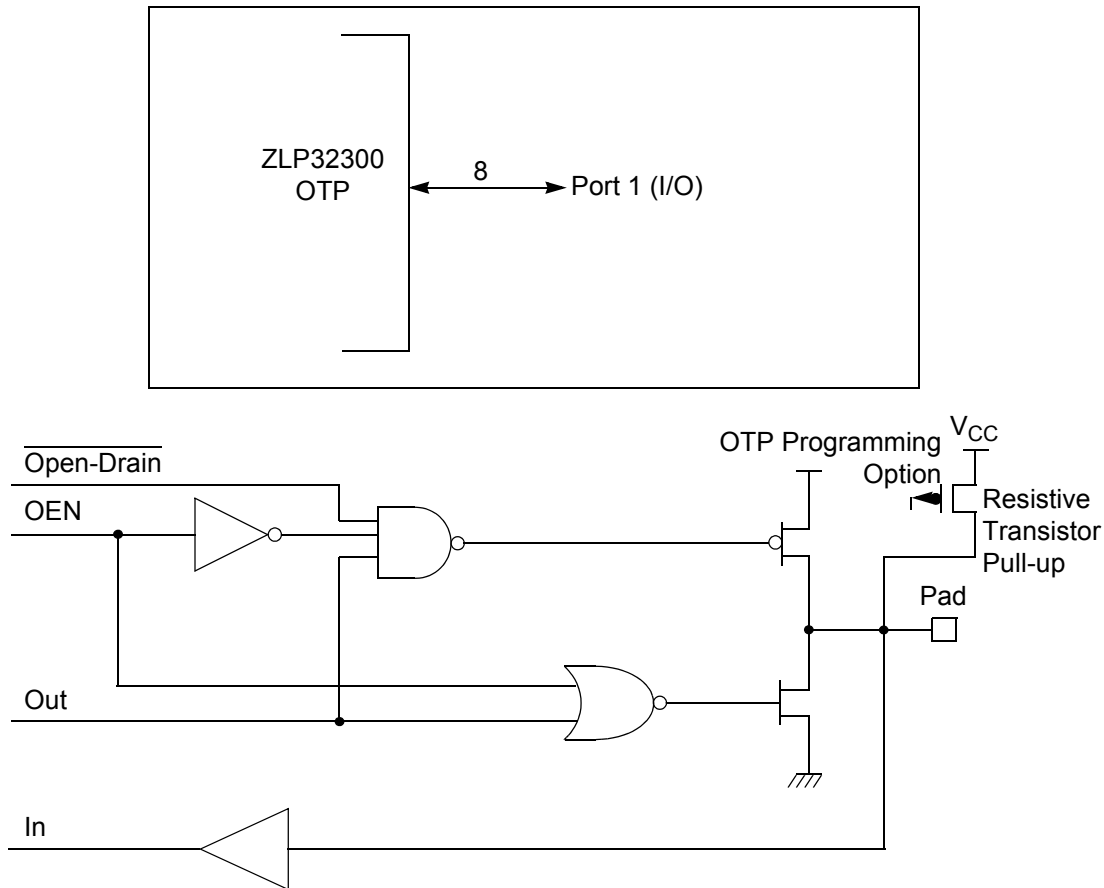 ZLP32300
OTP
8
Port 1 (I/O)
Open-Drain
OEN
Out
In
OTP Programming
Option
VCC
Resistive
Transistor
Pull-up
Pad